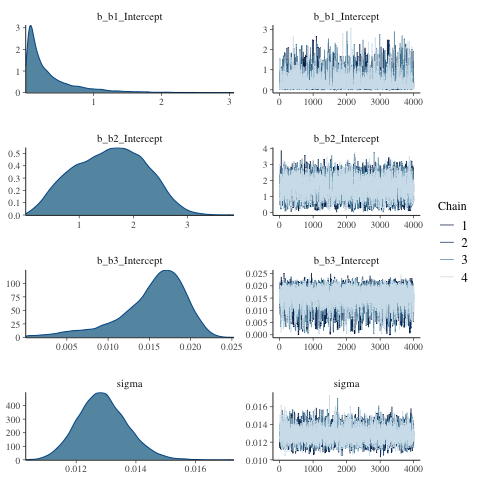 b_b1_Intercept
3
2
1
0
1 2 3
b_b1_Intercept
3
2
1
0
0 1000 2000 3000 4000
b_b2_Intercept
0.5
0.4
0.3
0.2
0.1
0.0
1 2 3
b_b2_Intercept
4
3
2
1
0
0 1000 2000 3000 4000
b_b3_Intercept
100
75
50
25
0
0.005 0.010 0.015 0.020 0.025
b_b3_Intercept
0.025
0.020
0.015
0.010
0.005
0.000
0 1000 2000 3000 4000
sigma
400
300
200
100
0
0.012 0.014 0.016
sigma
0.016
0.014
0.012
0.010
0 1000 2000 3000 4000
Chain
1
2
3
4